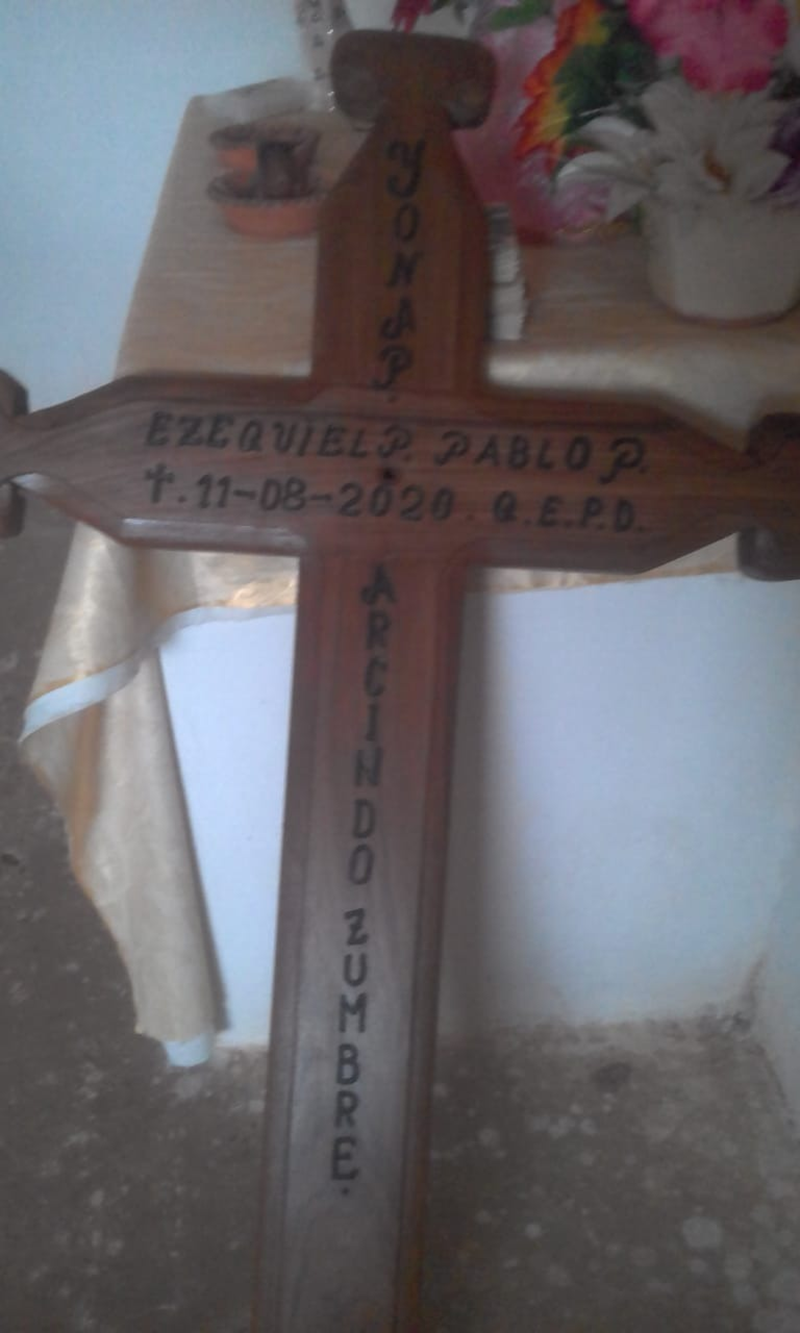 YONAP.
EZEQUIEL P. PABLO P.
✝. 11-08-2020. Q.E.P.D.
ARCINDO ZUMBRE.